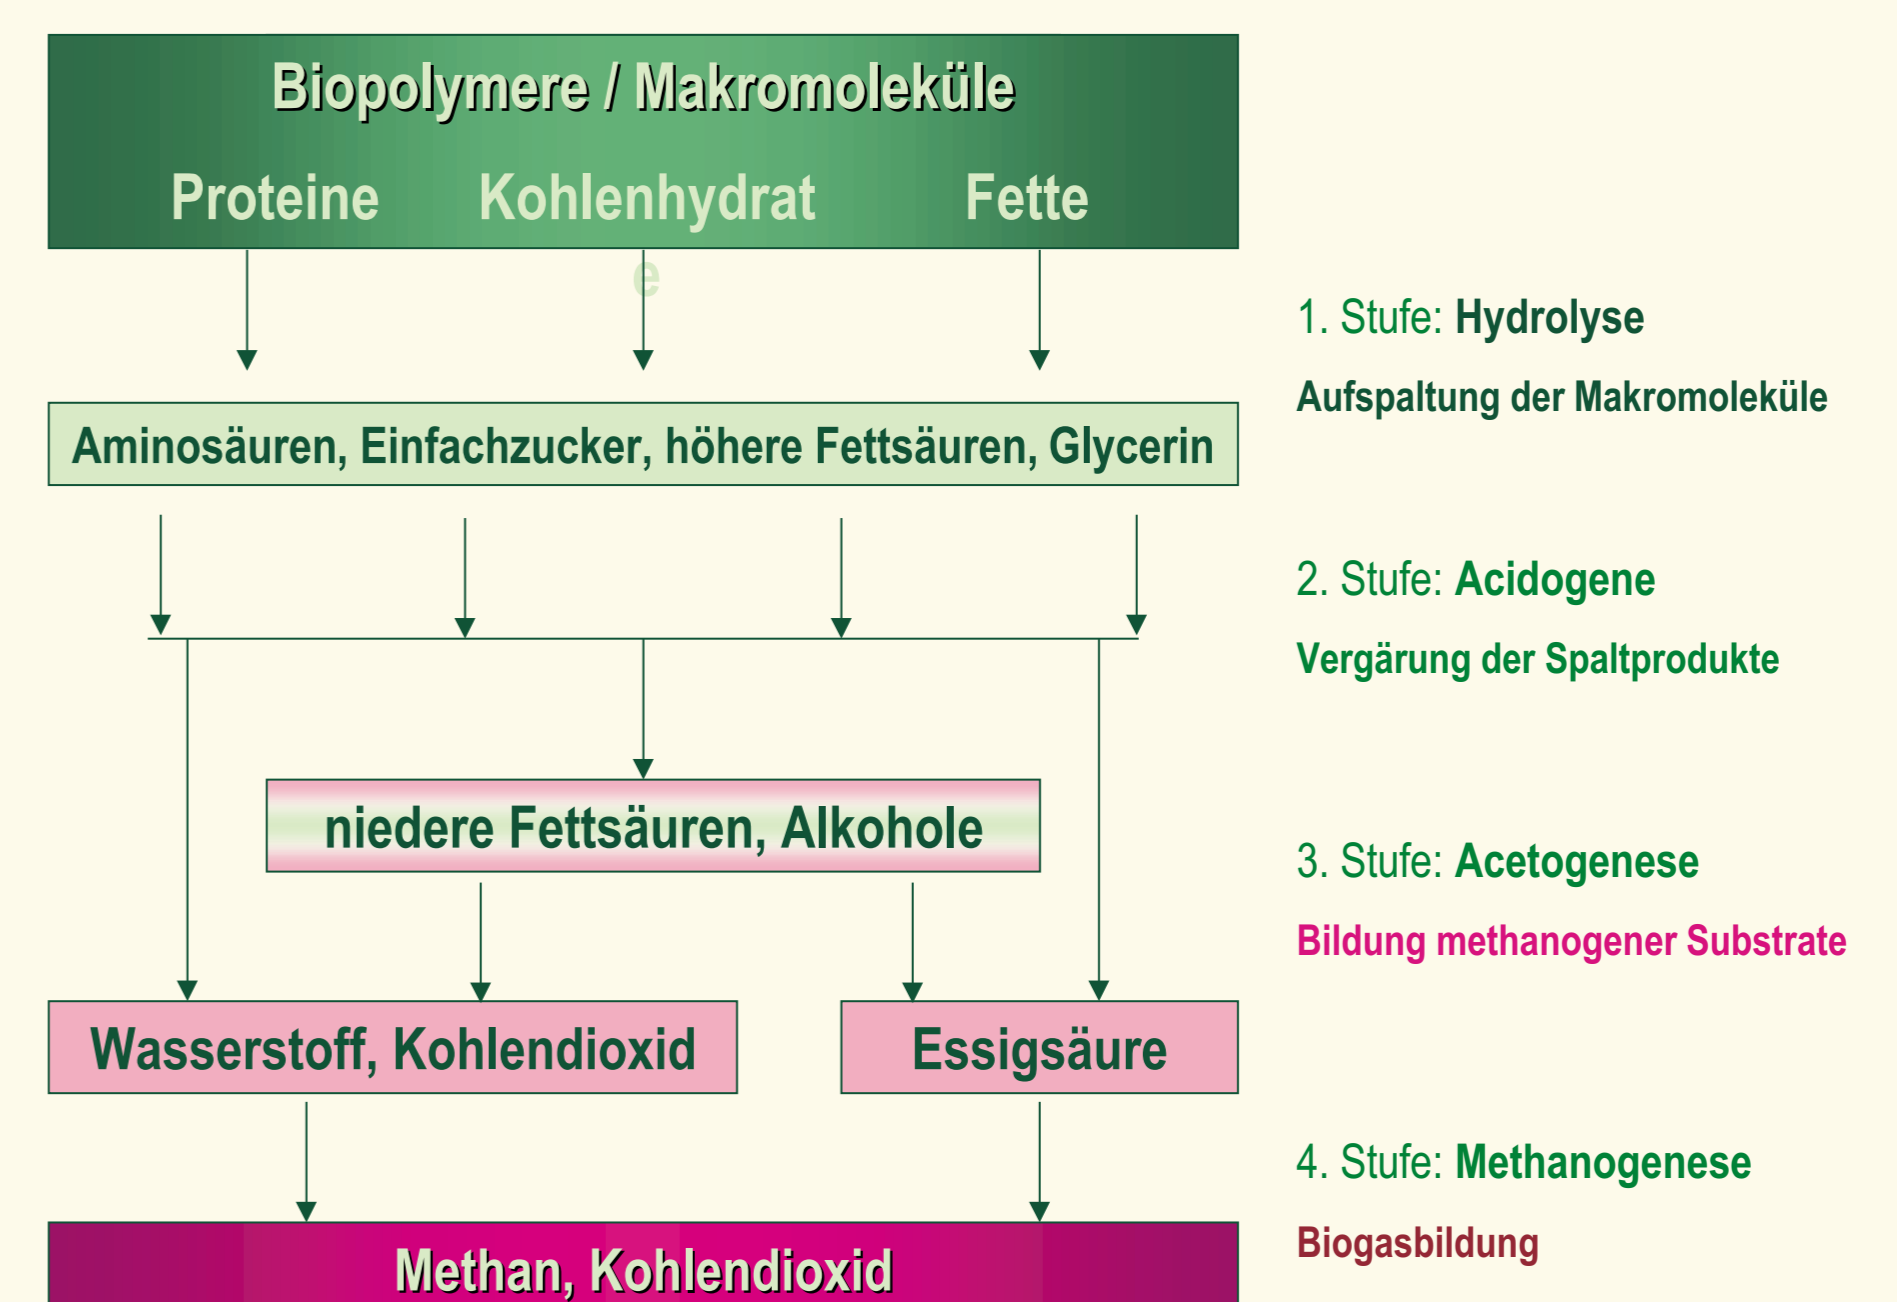 Biopolymere / Makromoleküle
Proteine Kohlenhydrat Fette
e
1. Stufe: Hydrolyse
Aufspaltung der Makromoleküle
Aminosäuren, Einfachzucker, höhere Fettsäuren, Glycerin
2. Stufe: Acidogene
Vergärung der Spaltprodukte
niedere Fettsäuren, Alkohole
3. Stufe: Acetogenese
Bildung methanogener Substrate
Wasserstoff, Kohlendioxid
Essigsäure
4. Stufe: Methanogenese
Biogasbildung
Methan, Kohlendioxid